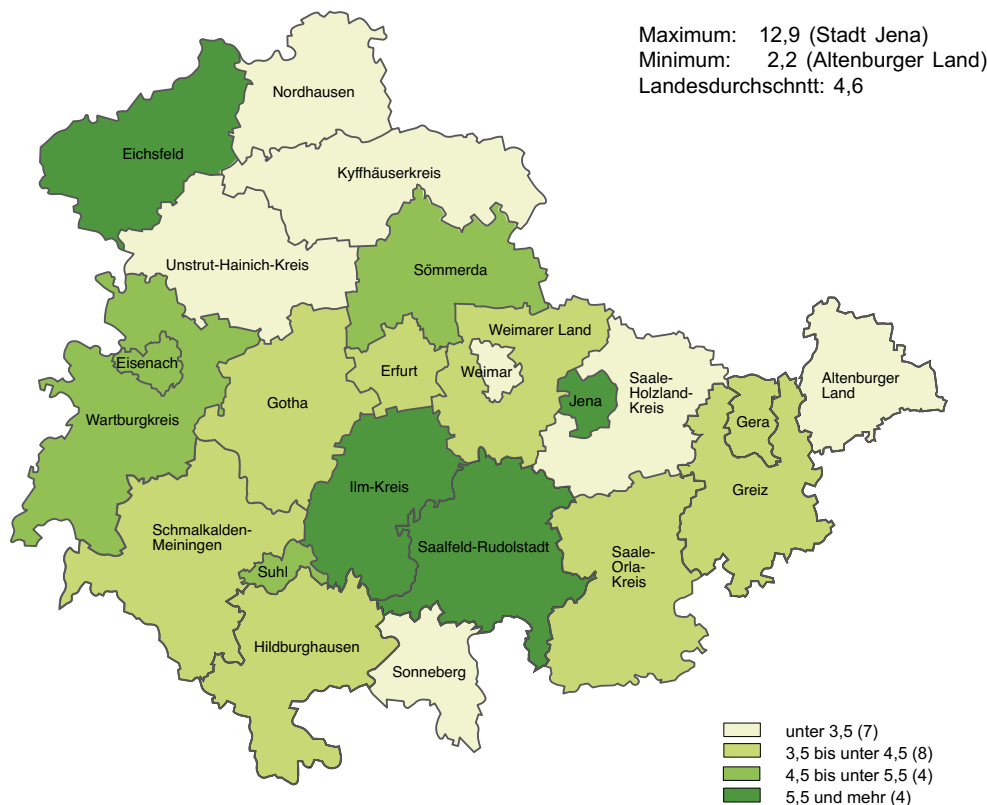 Maximum: 12,9 (Stadt Jena)
Minimum: 2,2 (Altenburger Land)
Landesdurchschntt: 4,6
Nordhausen
Eichsfeld
Kyffhäuserkreis
Unstrut-Hainich-Kreis
Sömmerda
Weimarer Land
Eisenach
Erfurt
Weimar
Saale-
Holzland-
Kreis
Altenburger
Land
Gotha
Jena
Wartburgkreis
Gera
Ilm-Kreis
Greiz
Schmalkalden-
Meiningen
Saalfeld-Rudolstadt
Saale-
Orla-
Kreis
Suhl
Hildburghausen
Sonneberg
unter 3,5 (7)
3,5 bis unter 4,5 (8)
4,5 bis unter 5,5 (4)
5,5 und mehr (4)